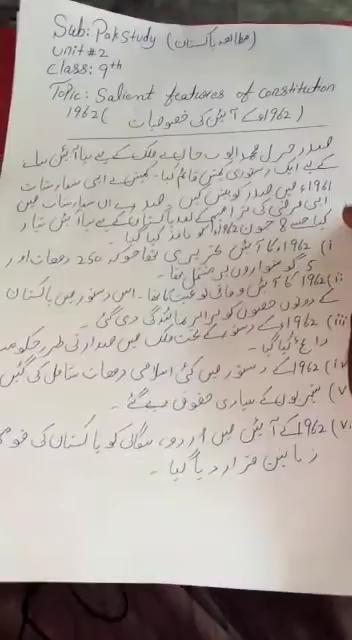 Sub: Pak Study (مطالعہ پاکستان)
Unit # 2
Class: 9th
Topic: Salient features of constitution
1962 (1962ء کے آئین کی خصوصیات)
صدر جنرل محمد ایوب خان نے ملک کے لیے نیا آئین بنانے
کے لیے ایک دستوری کمیشن قائم کیا۔ کمیشن نے اپنی سفارشات
1961ء میں صدر کو پیش کیں۔ صدر نے ان سفارشات میں
اپنی مرضی کی ترامیم کے بعد پاکستان کے لیے نیا آئین تیار
کیا جسے 8 جون 1962ء کو نافذ کیا گیا۔
i) 1962 کا آئین تحریری تھا جو کہ 250 دفعات اور
5 گوشواروں پر مشتمل تھا۔
ii) 1962 کا آئین وفاقی نوعیت کا تھا۔ اس دستور میں پاکستان
کے دونوں حصوں کو برابر نمائندگی دی گئی۔
iii) 1962ء کے دستور کے تحت ملک میں صدارتی طرز حکومت
رائج کیا گیا۔
iv) 1962ء کے دستور میں کئی اسلامی دفعات شامل کی گئیں
v) شہریوں کے بنیادی حقوق دیے گئے۔
vi) 1962ء کے آئین میں اردو، بنگالی کو پاکستان کی قومی
زبانیں قرار دیا گیا۔